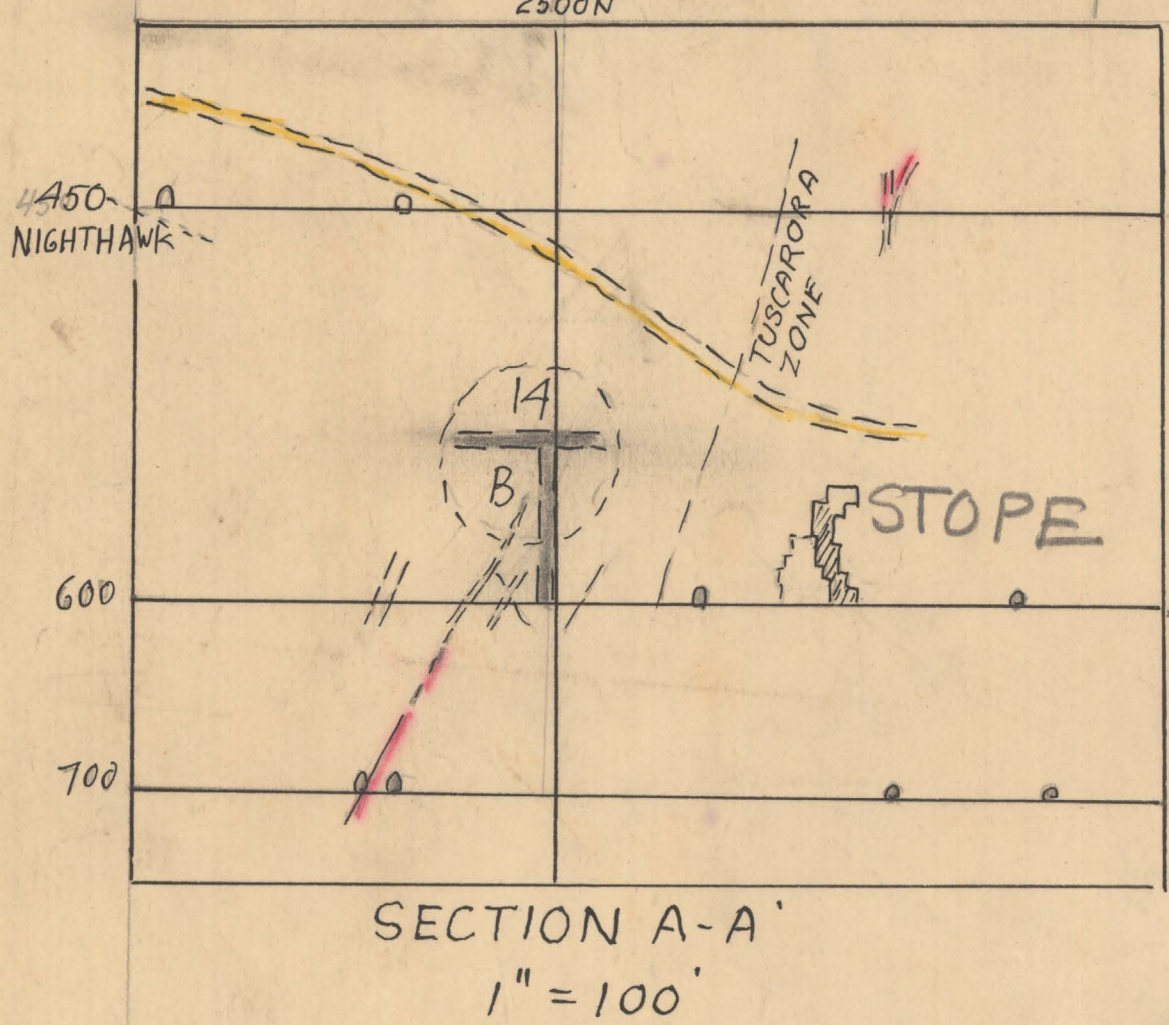 2500N
450
NIGHTHAWK
TUSCARORA
ZONE
14
B
STOPE
600
700
SECTION A-A'
1" = 100'